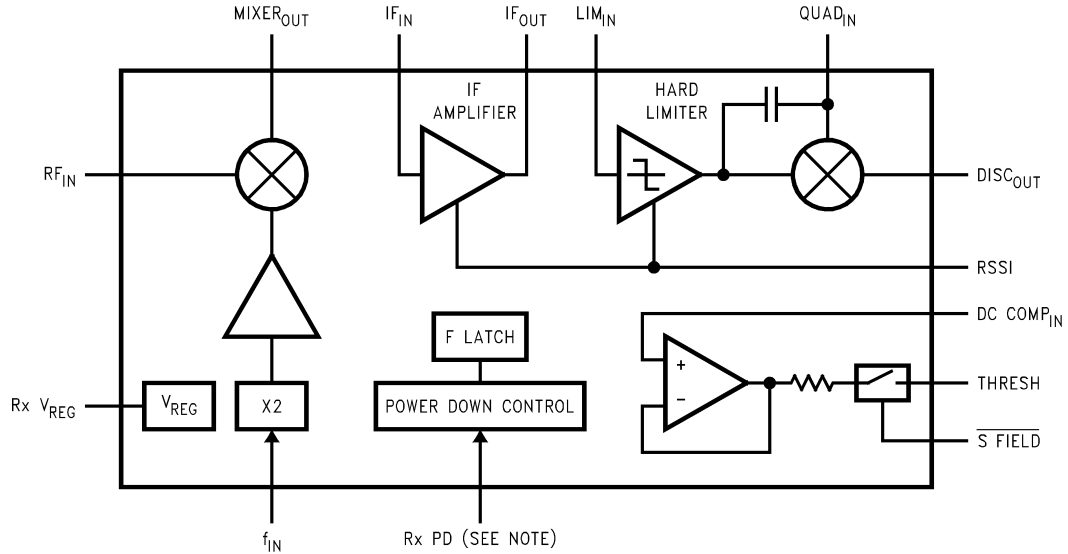 MIXER_OUT
IF_IN
IF_OUT
LIM_IN
QUAD_IN
IF
AMPLIFIER
HARD
LIMITER
RF_IN
DISC_OUT
RSSI
DC COMP_IN
F LATCH
+
THRESH
Rx V_REG
V_REG
X2
POWER DOWN CONTROL
−
S FIELD
f_IN
Rx PD (SEE NOTE)